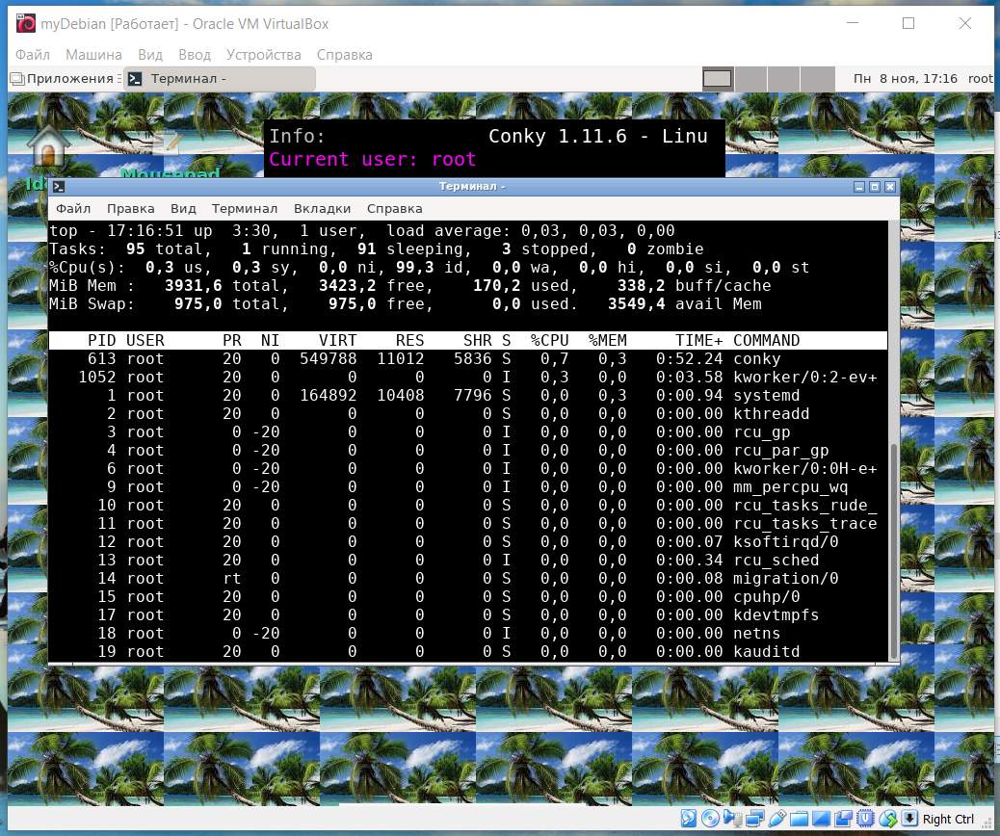 myDebian [Работает] - Oracle VM VirtualBox
Файл Машина Вид Ввод Устройства Справка
Приложения Терминал - Пн 8 ноя, 17:16 root
Info: Conky 1.11.6 - Linu
Current user: root
Mousepad
Терминал -
Файл Правка Вид Терминал Вкладки Справка
top - 17:16:51 up 3:30, 1 user, load average: 0,03, 0,03, 0,00
Tasks: 95 total, 1 running, 91 sleeping, 3 stopped, 0 zombie
%Cpu(s): 0,3 us, 0,3 sy, 0,0 ni, 99,3 id, 0,0 wa, 0,0 hi, 0,0 si, 0,0 st
MiB Mem : 3931,6 total, 3423,2 free, 170,2 used, 338,2 buff/cache
MiB Swap: 975,0 total, 975,0 free, 0,0 used. 3549,4 avail Mem
PID USER PR NI VIRT RES SHR S %CPU %MEM TIME+ COMMAND
613 root 20 0 549788 11012 5836 S 0,7 0,3 0:52.24 conky
1052 root 20 0 0 0 0 I 0,3 0,0 0:03.58 kworker/0:2-ev+
1 root 20 0 164892 10408 7796 S 0,0 0,3 0:00.94 systemd
2 root 20 0 0 0 0 S 0,0 0,0 0:00.00 kthreadd
3 root 0 -20 0 0 0 I 0,0 0,0 0:00.00 rcu_gp
4 root 0 -20 0 0 0 I 0,0 0,0 0:00.00 rcu_par_gp
6 root 0 -20 0 0 0 I 0,0 0,0 0:00.00 kworker/0:0H-e+
9 root 0 -20 0 0 0 I 0,0 0,0 0:00.00 mm_percpu_wq
10 root 20 0 0 0 0 S 0,0 0,0 0:00.00 rcu_tasks_rude_
11 root 20 0 0 0 0 S 0,0 0,0 0:00.00 rcu_tasks_trace
12 root 20 0 0 0 0 S 0,0 0,0 0:00.07 ksoftirqd/0
13 root 20 0 0 0 0 I 0,0 0,0 0:00.34 rcu_sched
14 root rt 0 0 0 0 S 0,0 0,0 0:00.08 migration/0
15 root 20 0 0 0 0 S 0,0 0,0 0:00.00 cpuhp/0
17 root 20 0 0 0 0 S 0,0 0,0 0:00.00 kdevtmpfs
18 root 0 -20 0 0 0 I 0,0 0,0 0:00.00 netns
19 root 20 0 0 0 0 S 0,0 0,0 0:00.00 kauditd
Right Ctrl